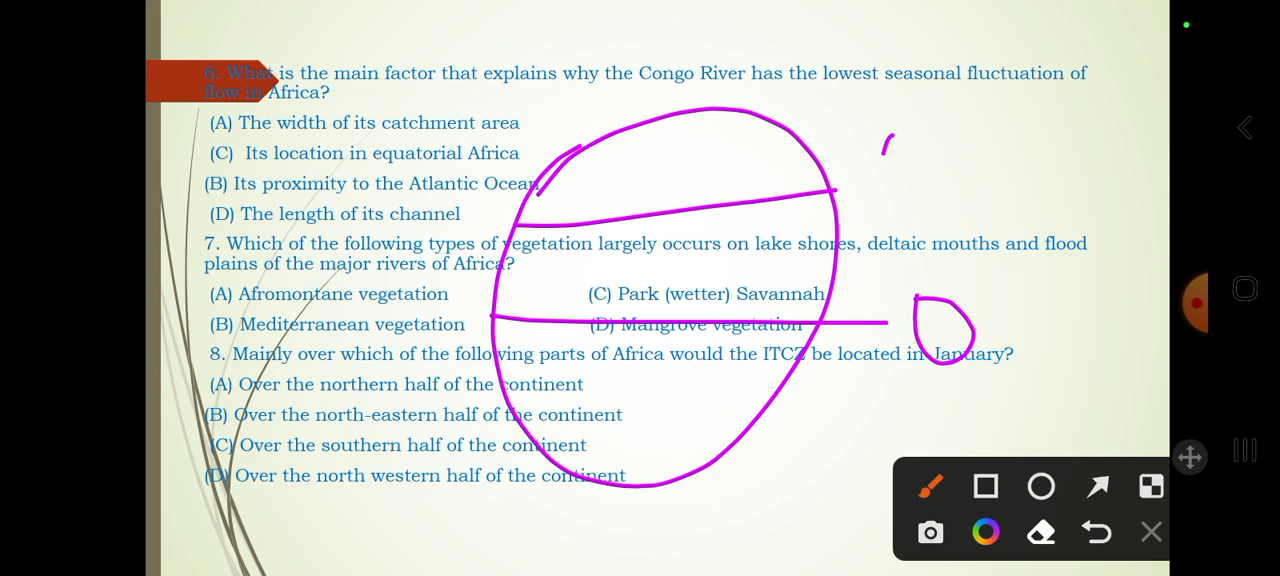 6. What is the main factor that explains why the Congo River has the lowest seasonal fluctuation of
flow in Africa?
(A) The width of its catchment area
(C) Its location in equatorial Africa
(B) Its proximity to the Atlantic Ocean
(D) The length of its channel
7. Which of the following types of vegetation largely occurs on lake shores, deltaic mouths and flood
plains of the major rivers of Africa?
(A) Afromontane vegetation (C) Park (wetter) Savannah
(B) Mediterranean vegetation (D) Mangrove vegetation
8. Mainly over which of the following parts of Africa would the ITCZ be located in January?
(A) Over the northern half of the continent
(B) Over the north-eastern half of the continent
(C) Over the southern half of the continent
(D) Over the north western half of the continent